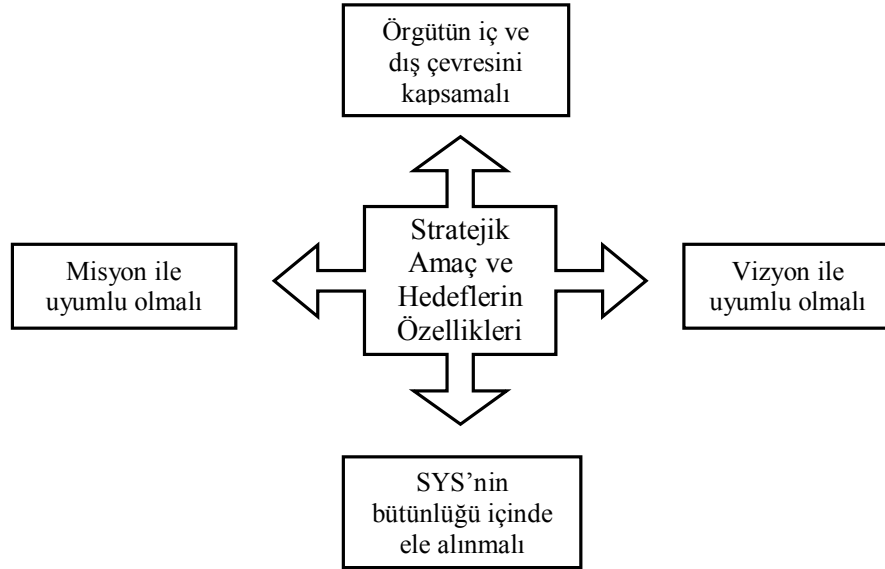 Örgütün iç ve
dış çevresini
kapsamalı
Stratejik
Amaç ve
Hedeflerin
Özellikleri
Misyon ile
uyumlu olmalı
Vizyon ile
uyumlu olmalı
SYS’nin
bütünlüğü içinde
ele alınmalı